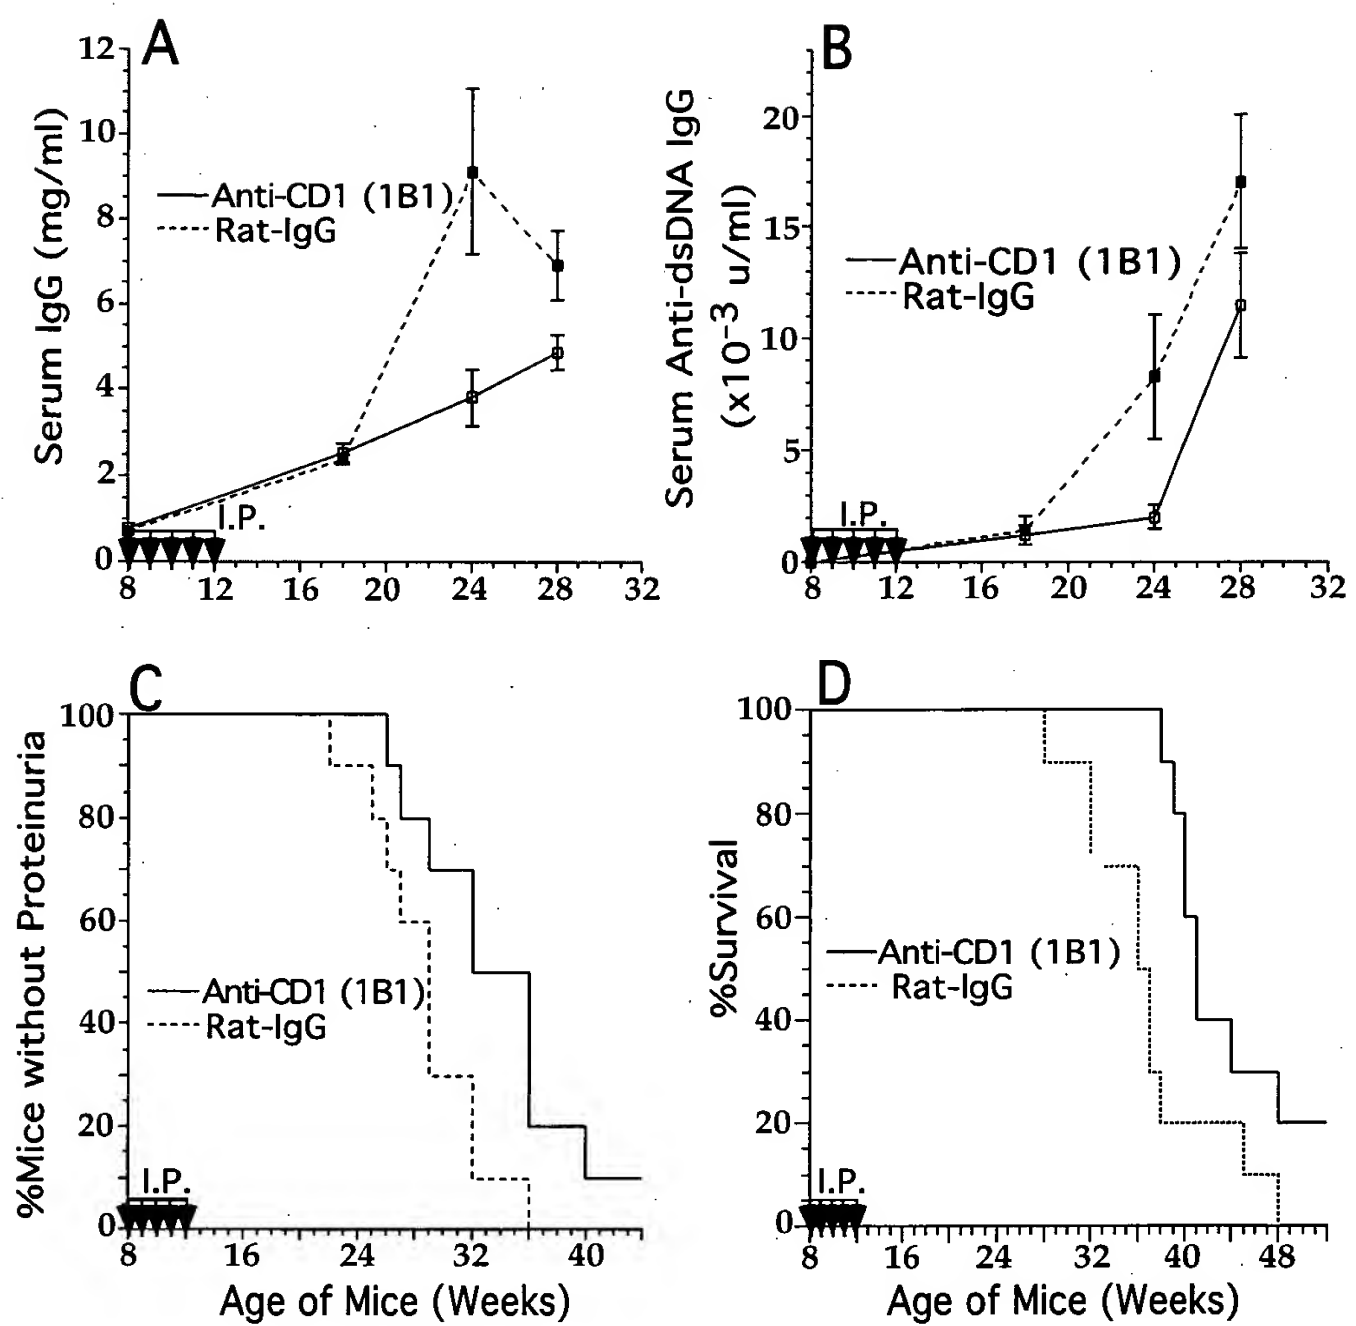 A
Serum IgG (mg/ml)
12
10
8
6
4
2
0
Anti-CD1 (1B1)
Rat-IgG
I.P.
8 12 16 20 24 28 32
B
Serum Anti-dsDNA IgG
(x10⁻³ u/ml)
20
15
10
5
0
Anti-CD1 (1B1)
Rat-IgG
I.P.
8 12 16 20 24 28 32
C
%Mice without Proteinuria
100
80
60
40
20
0
Anti-CD1 (1B1)
Rat-IgG
I.P.
8 16 24 32 40
Age of Mice (Weeks)
D
%Survival
100
80
60
40
20
0
Anti-CD1 (1B1)
Rat-IgG
I.P.
8 16 24 32 40 48
Age of Mice (Weeks)